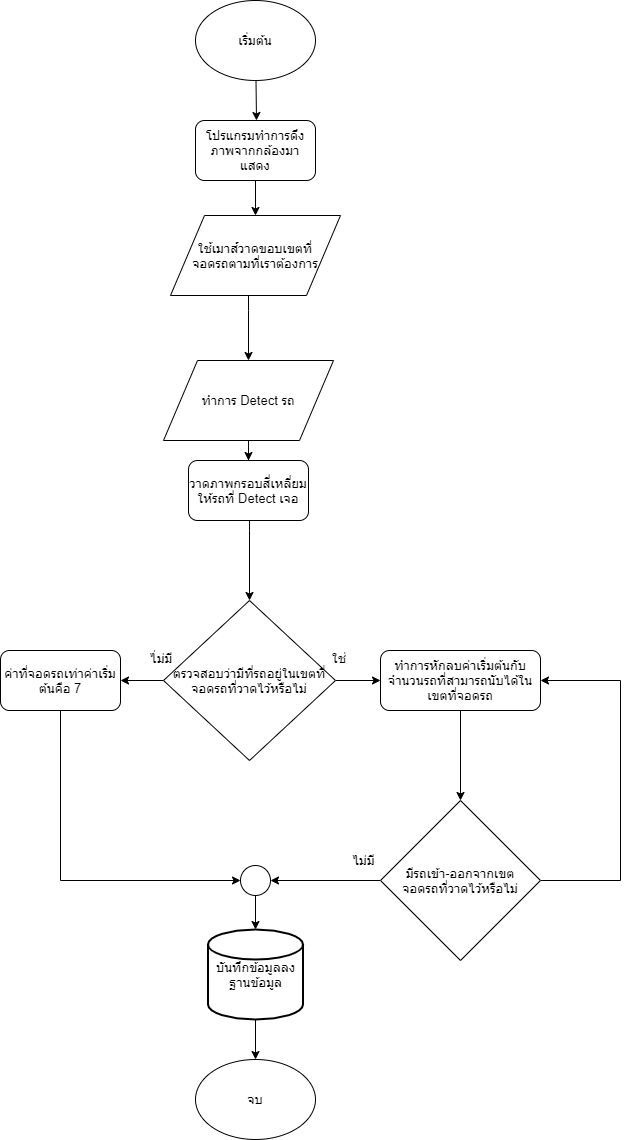 เริ่มต้น
โปรแกรมทำการดึง
ภาพจากกล้องมา
แสดง
ใช้เมาส์วาดขอบเขตที่
จอดรถตามที่เราต้องการ
ทำการ Detect รถ
วาดภาพกรอบสี่เหลี่ยม
ให้รถที่ Detect เจอ
ไม่มี
ใช่
ค่าที่จอดรถเท่าค่าเริ่ม
ต้นคือ 7
ตรวจสอบว่ามีที่รถอยู่ในเขตที่
จอดรถที่วาดไว้หรือไม่
ทำการหักลบค่าเริ่มต้นกับ
จำนวนรถที่สามารถนับได้ใน
เขตที่จอดรถ
ไม่มี
มีรถเข้า-ออกจากเขต
จอดรถที่วาดไว้หรือไม่
บันทึกข้อมูลลง
ฐานข้อมูล
จบ